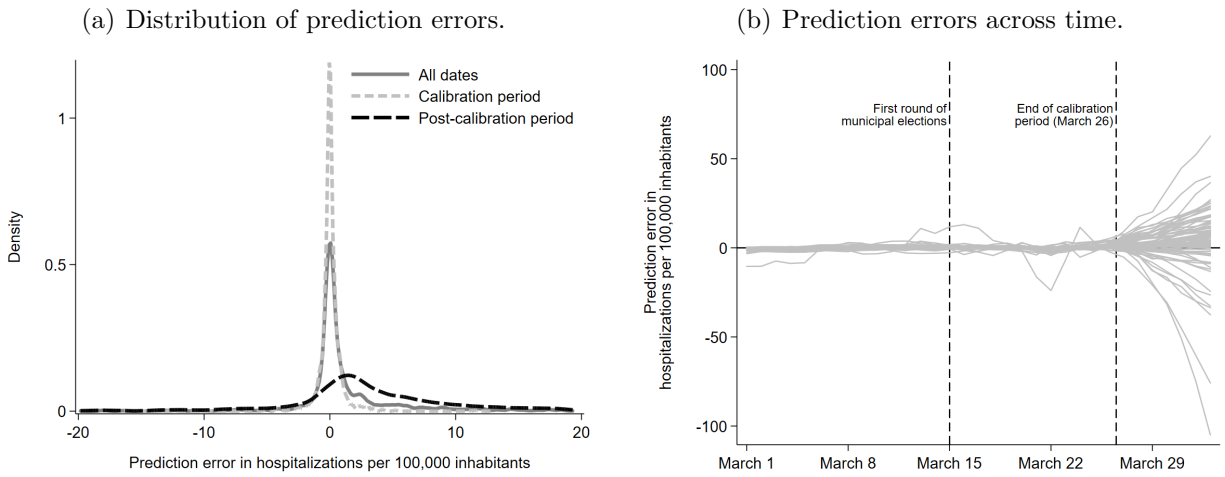 (a) Distribution of prediction errors.
All dates
Calibration period
Post-calibration period
1
0.5
0
Density
-20
-10
0
10
20
Prediction error in hospitalizations per 100,000 inhabitants
(b) Prediction errors across time.
100
50
0
-50
-100
Prediction error in
hospitalizations per 100,000 inhabitants
First round of
municipal elections
End of calibration
period (March 26)
March 1
March 8
March 15
March 22
March 29